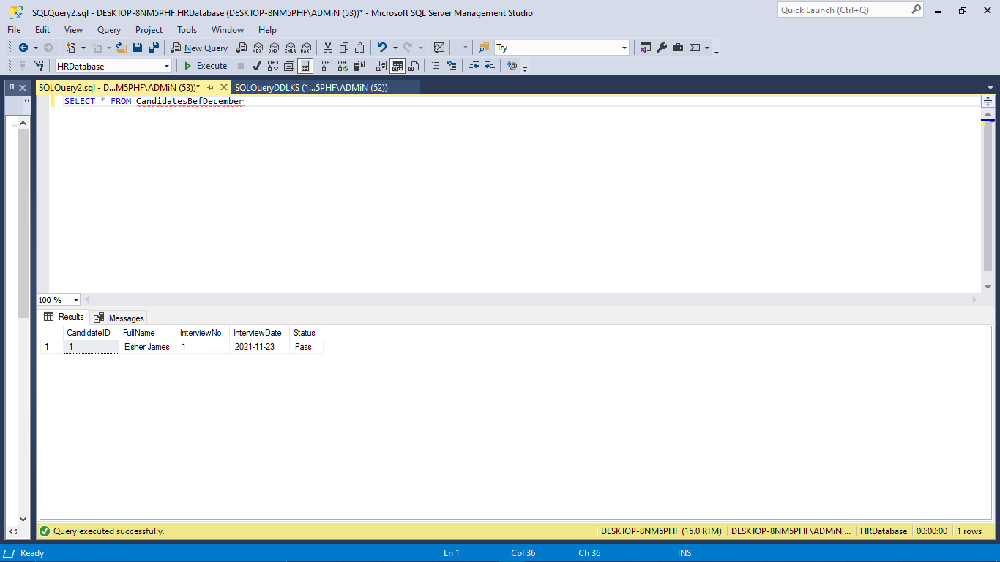 SQLQuery2.sql - DESKTOP-8NM5PHF.HRDatabase (DESKTOP-8NM5PHF\ADMiN (53))* - Microsoft SQL Server Management Studio
Quick Launch (Ctrl+Q)
File Edit View Query Project Tools Window Help
New Query MDX DMX XMLA DAX Try
HRDatabase Execute
SQLQuery2.sql - D...M5PHF\ADMiN (53))* SQLQueryDDLKS (1...5PHF\ADMiN (52))
SELECT * FROM CandidatesBefDecember
100 %
Results Messages
CandidateID FullName InterviewNo InterviewDate Status
1 1 Elsher James 1 2021-11-23 Pass
Query executed successfully. DESKTOP-8NM5PHF (15.0 RTM) DESKTOP-8NM5PHF\ADMiN ... HRDatabase 00:00:00 1 rows
Ready Ln 1 Col 36 Ch 36 INS